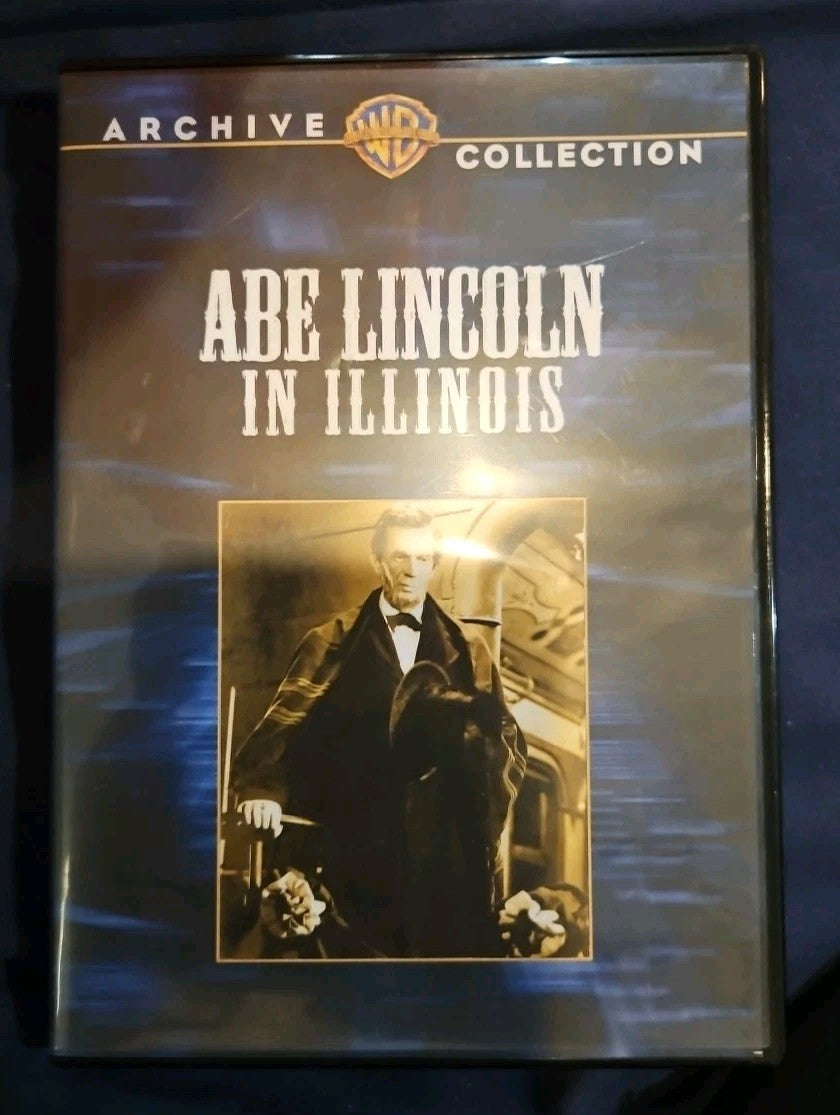 ARCHIVE WB COLLECTION
ABE LINCOLN
IN ILLINOIS